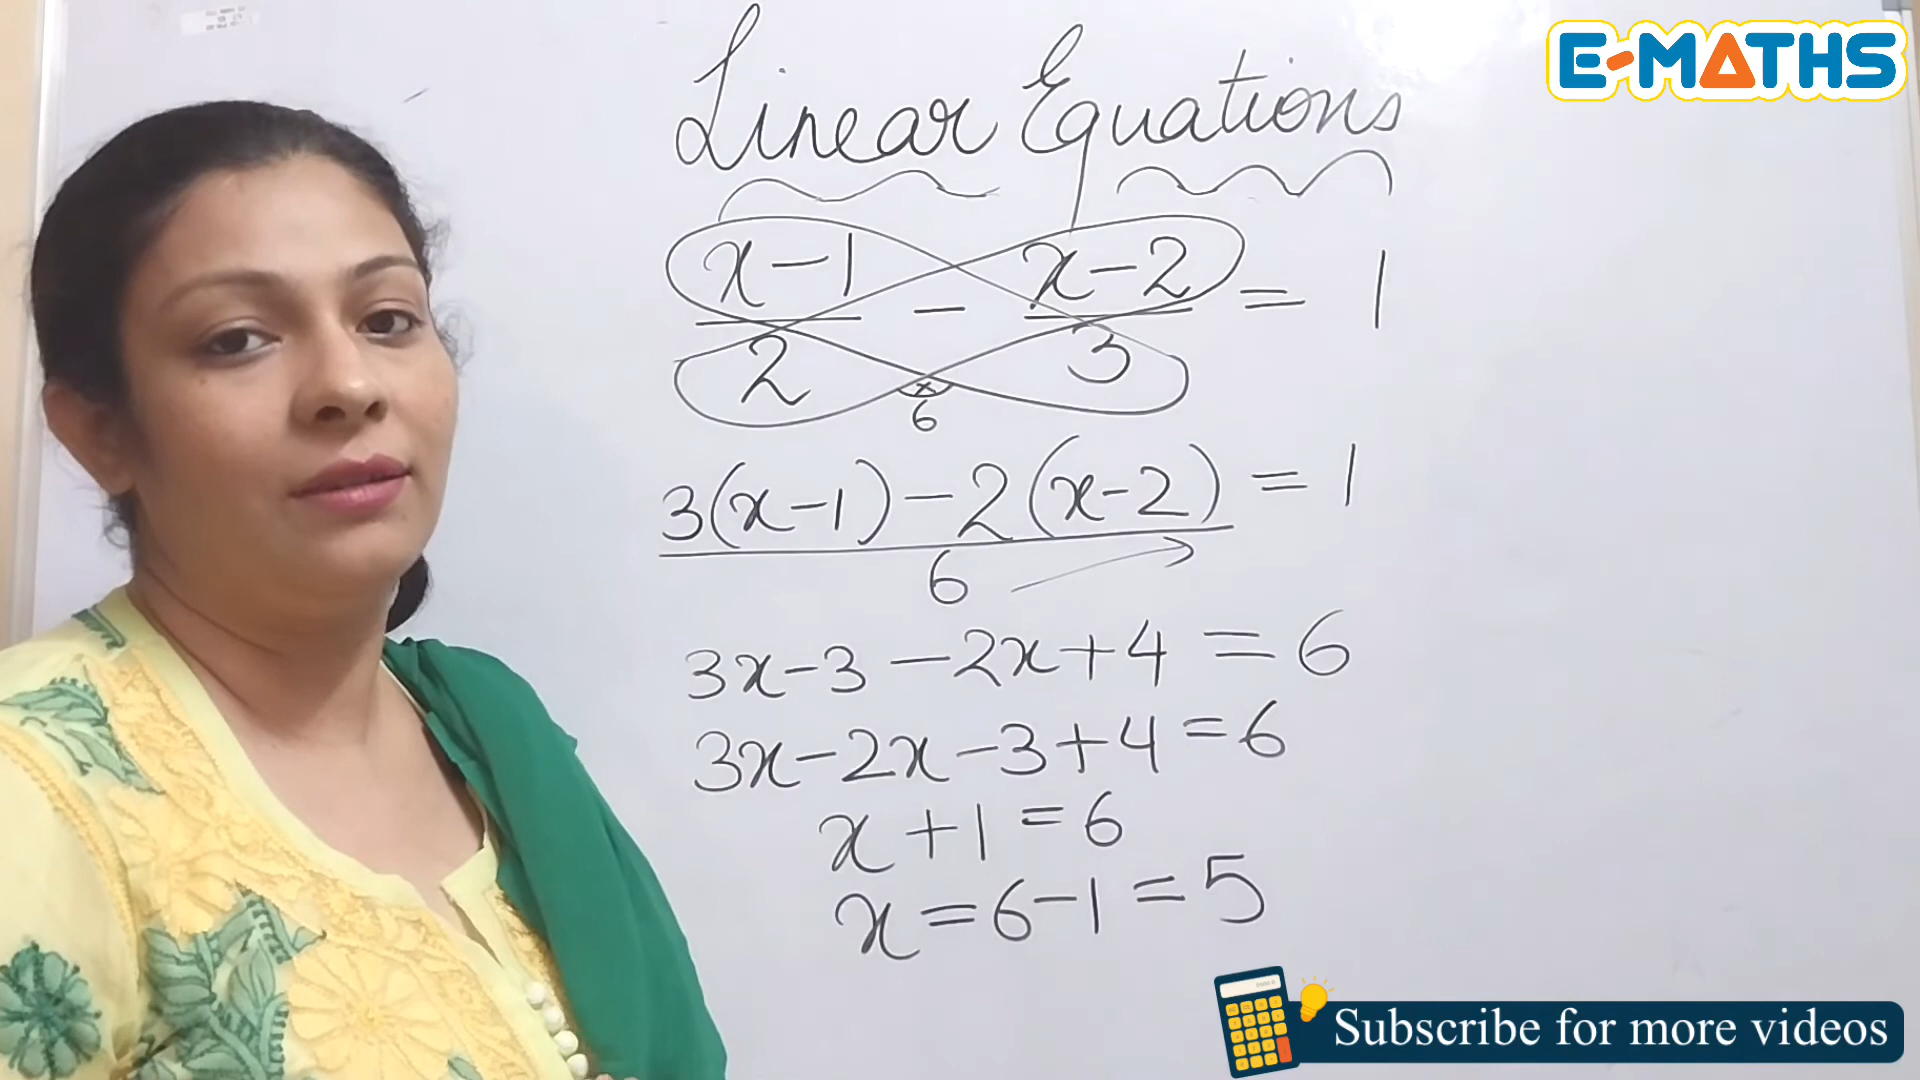 E-MATHS
Linear Equations
x-1 / 2 - x-2 / 3 = 1
×
6
3(x-1)-2(x-2) / 6 = 1
3x-3-2x+4=6
3x-2x-3+4=6
x+1=6
x=6-1=5
Subscribe for more videos